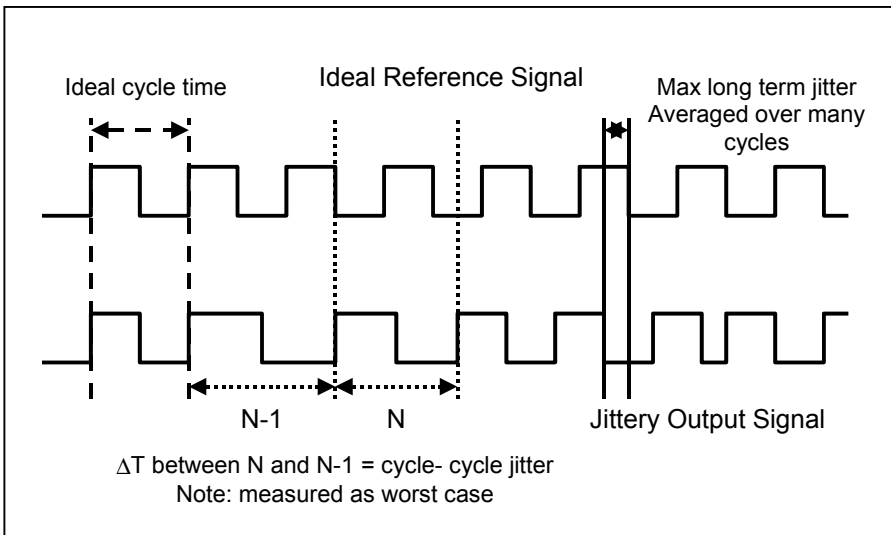 Ideal Reference Signal
Ideal cycle time
Max long term jitter
Averaged over many
cycles
N-1
N
Jittery Output Signal
ΔT between N and N-1 = cycle- cycle jitter
Note: measured as worst case